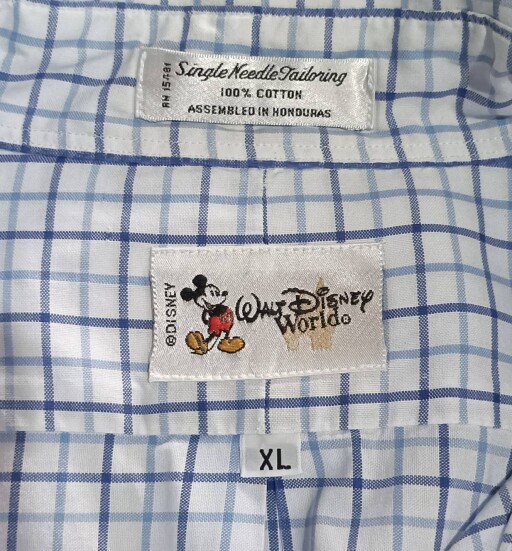 RN 15481
Single Needle Tailoring
100% COTTON
ASSEMBLED IN HONDURAS
©DISNEY
WALT DISNEY
World®
XL